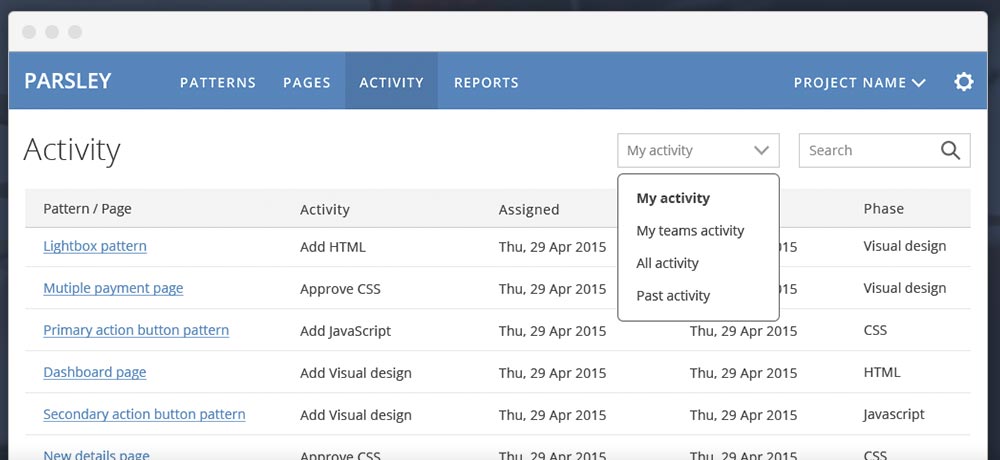 PARSLEY PATTERNS PAGES ACTIVITY REPORTS PROJECT NAME
Activity My activity Search
My activity
My teams activity
All activity
Past activity
Pattern / Page Activity Assigned Phase
Lightbox pattern Add HTML Thu, 29 Apr 2015 15 Visual design
Mutiple payment page Approve CSS Thu, 29 Apr 2015 15 Visual design
Primary action button pattern Add JavaScript Thu, 29 Apr 2015 Thu, 29 Apr 2015 CSS
Dashboard page Add Visual design Thu, 29 Apr 2015 Thu, 29 Apr 2015 HTML
Secondary action button pattern Add Visual design Thu, 29 Apr 2015 Thu, 29 Apr 2015 Javascript
New details page Approve CSS Thu, 29 Apr 2015 Thu, 29 Apr 2015 CSS